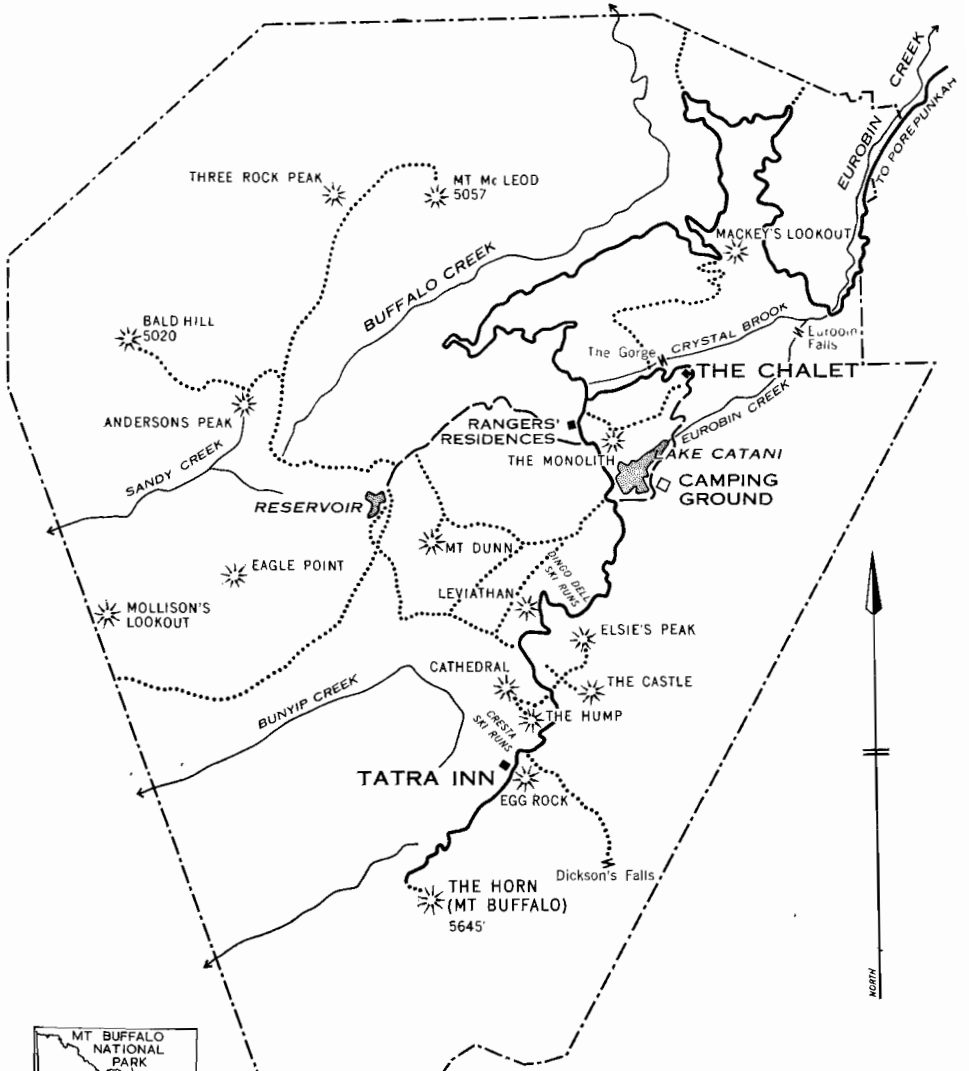 EUROBIN CREEK
TO POREPUNKAH
THREE ROCK PEAK
MT Mc LEOD
5057
MACKEY'S LOOKOUT
BUFFALO CREEK
BALD HILL
5020
The Gorge
CRYSTAL BROOK
Eurobin
Falls
THE CHALET
ANDERSONS PEAK
RANGERS'
RESIDENCES
EUROBIN CREEK
THE MONOLITH
LAKE CATANI
SANDY CREEK
CAMPING
GROUND
RESERVOIR
MT DUNN
EAGLE POINT
DINGO DELL
SKI RUNS
LEVIATHAN
MOLLISON'S
LOOKOUT
ELSIE'S PEAK
CATHEDRAL
THE CASTLE
BUNYIP CREEK
THE HUMP
CRESTA
SKI RUNS
TATRA INN
EGG ROCK
Dickson's Falls
THE HORN
(MT BUFFALO)
5645'
NORTH
MT BUFFALO
NATIONAL
PARK